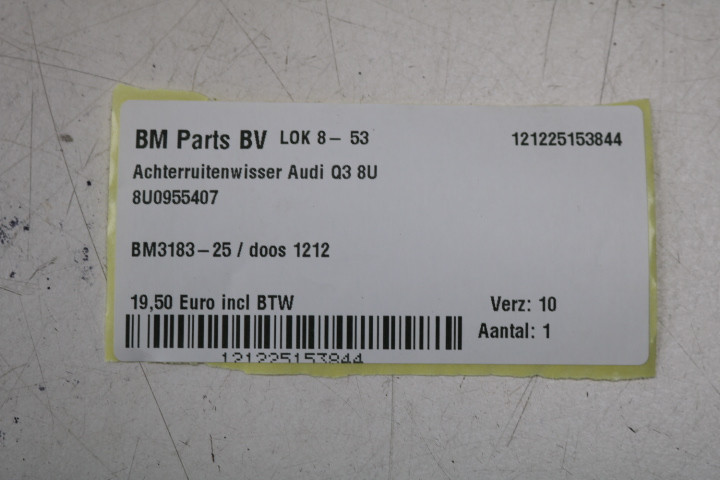 BM Parts BV LOK 8- 53 121225153844
Achterruitenwisser Audi Q3 8U
8U0955407
BM3183-25 / doos 1212
19,50 Euro incl BTW Verz: 10
Aantal: 1
121225153844